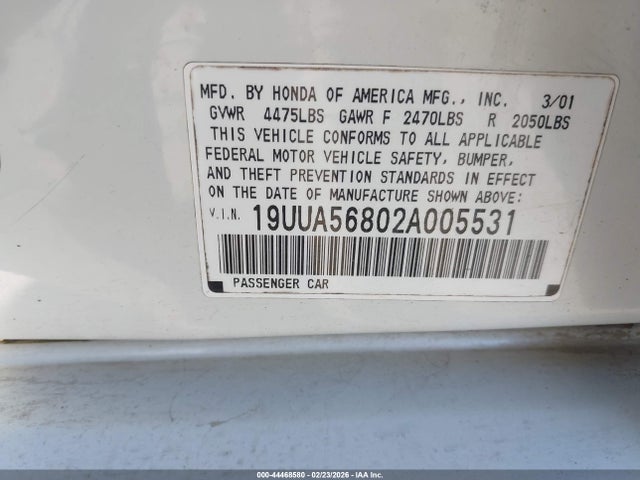 MFD. BY HONDA OF AMERICA MFG., INC. 3/01
GVWR 4475LBS GAWR F 2470LBS R 2050LBS
THIS VEHICLE CONFORMS TO ALL APPLICABLE
FEDERAL MOTOR VEHICLE SAFETY, BUMPER,
AND THEFT PREVENTION STANDARDS IN EFFECT
ON THE DATE OF MANUFACTURE SHOWN ABOVE:
V.I.N. 19UUA56802A005531
PASSENGER CAR
000-44468580 - 02/23/2026 - IAA Inc.